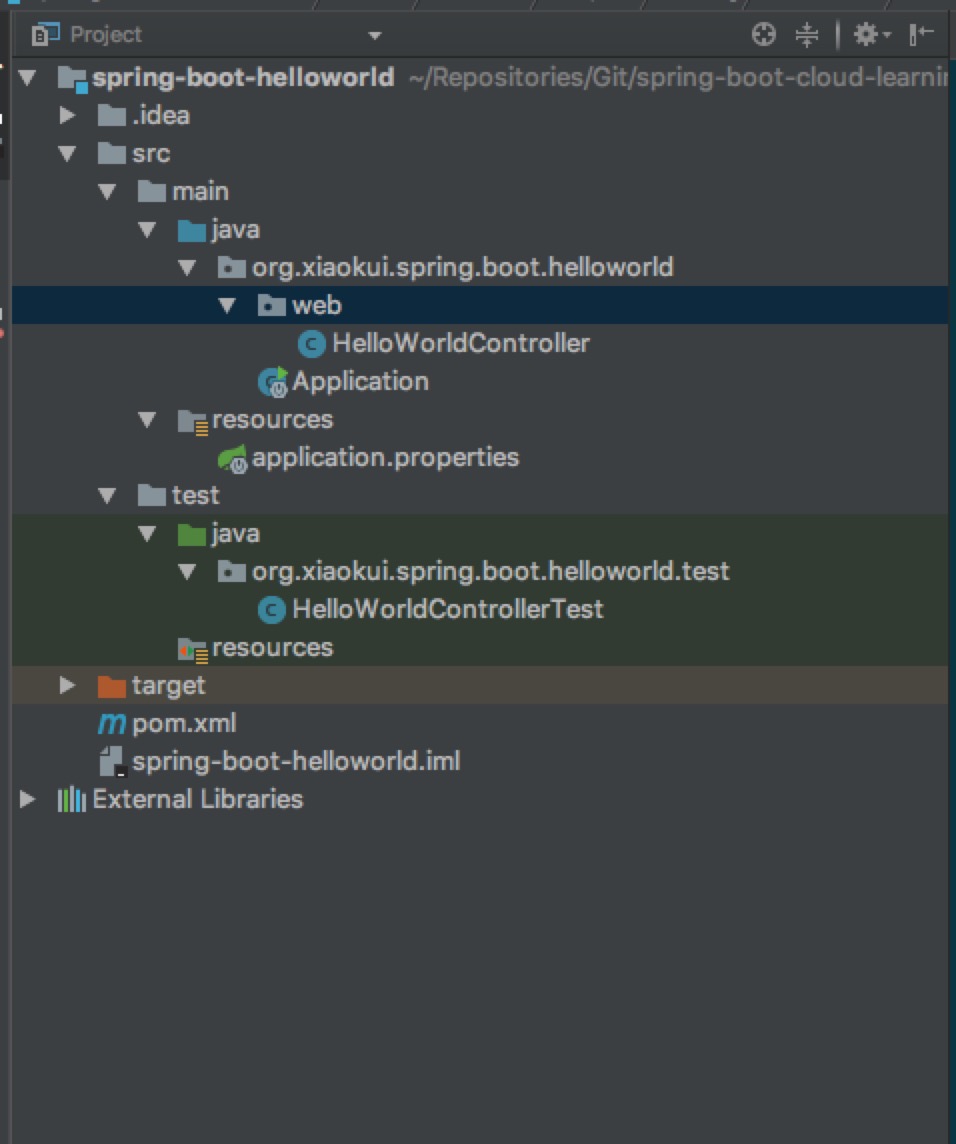 Project
spring-boot-helloworld ~/Repositories/Git/spring-boot-cloud-learnin
.idea
src
main
java
org.xiaokui.spring.boot.helloworld
web
HelloWorldController
Application
resources
application.properties
test
java
org.xiaokui.spring.boot.helloworld.test
HelloWorldControllerTest
resources
target
pom.xml
spring-boot-helloworld.iml
External Libraries